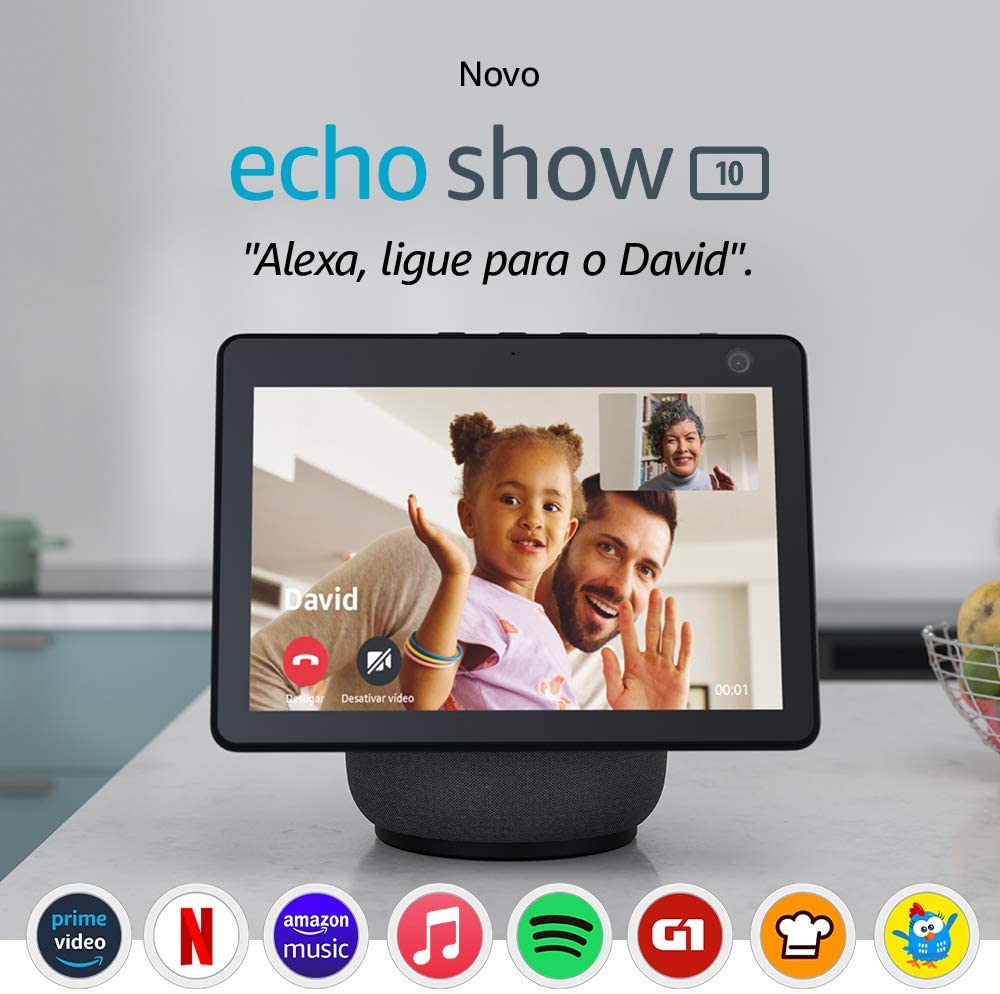 Novo
echo show 10
"Alexa, ligue para o David".
David
Desligar
Desativar vídeo
00:01
prime video
N
amazon music
G1